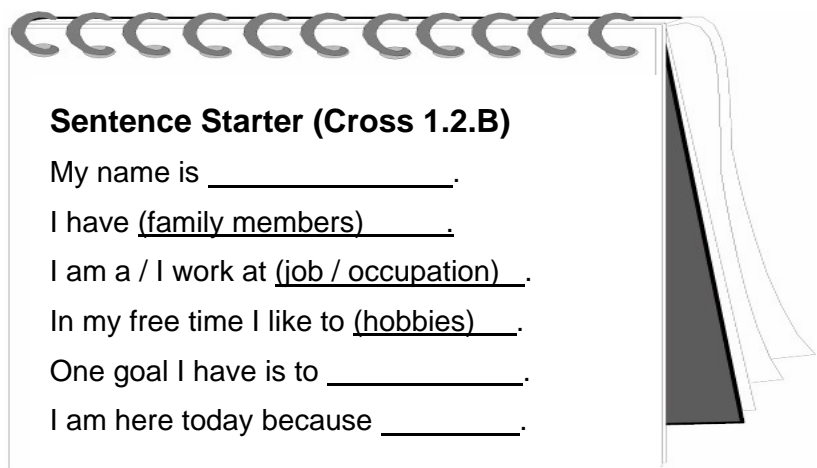 Sentence Starter (Cross 1.2.B)
My name is ________________.
I have (family members)_____.
I am a / I work at (job / occupation)__.
In my free time I like to (hobbies)___.
One goal I have is to _____________.
I am here today because _________.